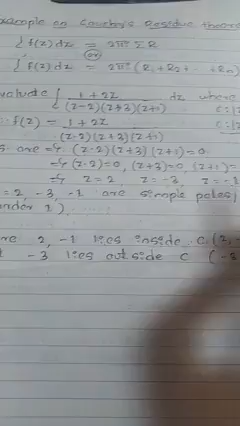 Example on Cauchy's Residue theorem
∫ f(z) dz = 2πi ΣR
(or)
∫ f(z) dz = 2πi (R₁ + R₂ + .. + Rn)
evaluate ∫ 1 + 2z / (z-2)(z+3)(z+1) dz where
f(z) = 1 + 2z / (z-2)(z+3)(z+1)
are ⇒ (z-2)(z+3)(z+1) = 0
⇒ (z-2) = 0, (z+3) = 0, (z+1) =
⇒ z = 2, z = -3, z = -1
= 2, -3, -1 are simple poles
order 1).
2, -1 lies inside c
-3 lies outside c